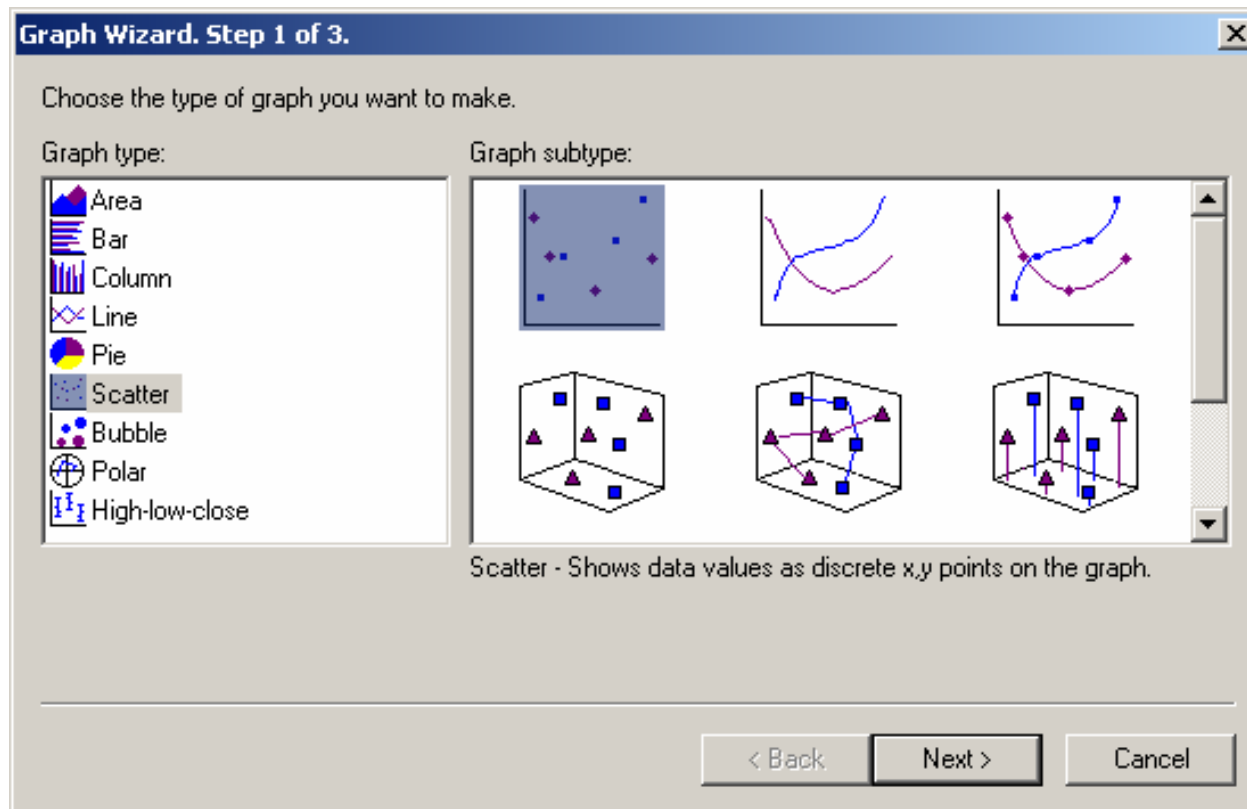 Graph Wizard. Step 1 of 3.
Choose the type of graph you want to make.
Graph type:
Graph subtype:
Area
Bar
Column
Line
Pie
Scatter
Bubble
Polar
High-low-close
Scatter - Shows data values as discrete x,y points on the graph.
< Back
Next >
Cancel